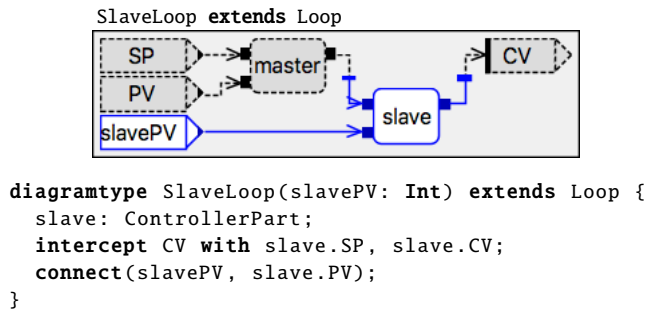 SlaveLoop extends Loop
SP
master
CV
PV
slave
slavePV
diagramtype SlaveLoop(slavePV: Int) extends Loop {
  slave: ControllerPart;
  intercept CV with slave.SP, slave.CV;
  connect(slavePV, slave.PV);
}